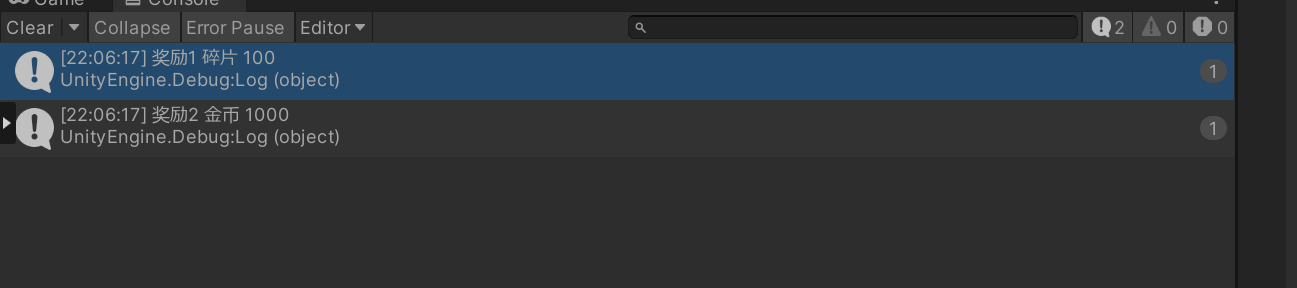 Game
Console
Clear Collapse Error Pause Editor 2 0 0
[22:06:17] 奖励1 碎片 100
UnityEngine.Debug:Log (object)
1
[22:06:17] 奖励2 金币 1000
UnityEngine.Debug:Log (object)
1